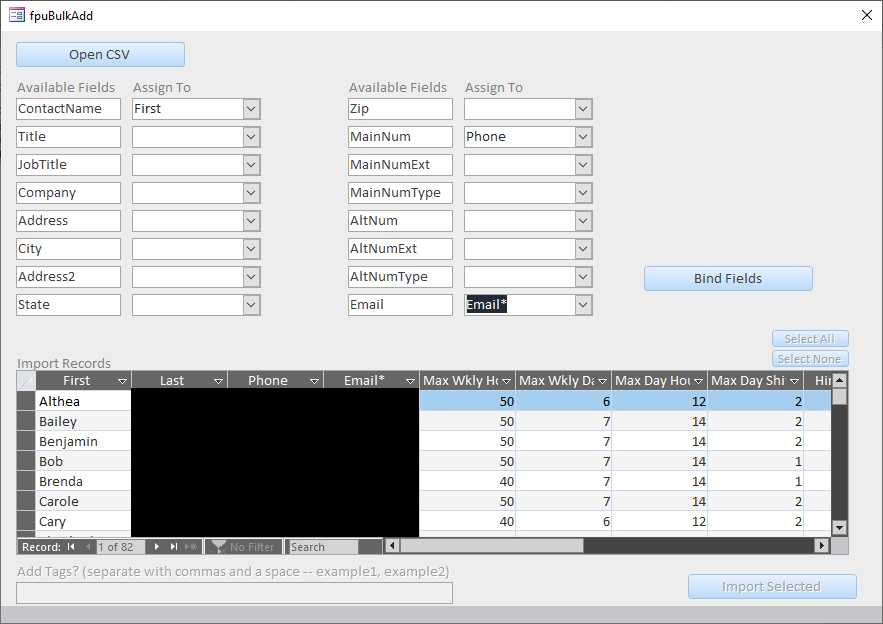 fpuBulkAdd
Open CSV
Available Fields Assign To Available Fields Assign To
ContactName First Zip
Title MainNum Phone
JobTitle MainNumExt
Company MainNumType
Address AltNum
City AltNumExt
Address2 AltNumType
Bind Fields
State Email Email*
Select All
Select None
Import Records
First Last Phone Email* Max Wkly Ho Max Wkly Da Max Day Hou Max Day Shi Hir
Althea 50 6 12 2
Bailey 50 7 14 2
Benjamin 50 7 14 2
Bob 50 7 14 1
Brenda 40 7 14 1
Carole 50 7 14 2
Cary 40 6 12 2
Record: 1 of 82 No Filter Search
Add Tags? (separate with commas and a space -- example1, example2)
Import Selected